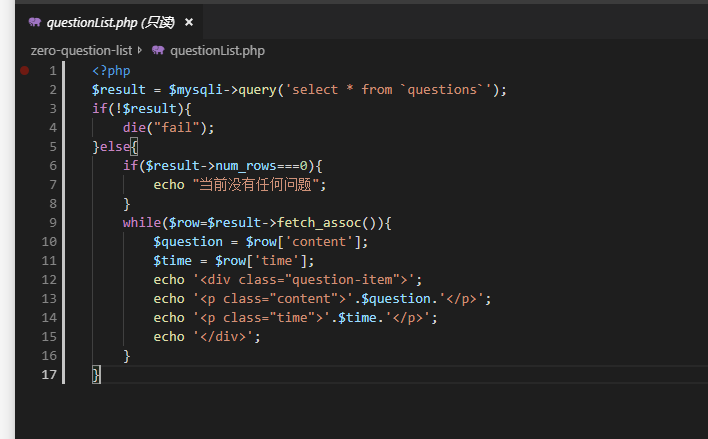 questionList.php (只读) ×
zero-question-list questionList.php
1 <?php
2 $result = $mysqli->query('select * from `questions`');
3 if(!$result){
4 die("fail");
5 }else{
6 if($result->num_rows===0){
7 echo "当前没有任何问题";
8 }
9 while($row=$result->fetch_assoc()){
10 $question = $row['content'];
11 $time = $row['time'];
12 echo '<div class="question-item">';
13 echo '<p class="content">'.$question.'</p>';
14 echo '<p class="time">'.$time.'</p>';
15 echo '</div>';
16 }
17 }